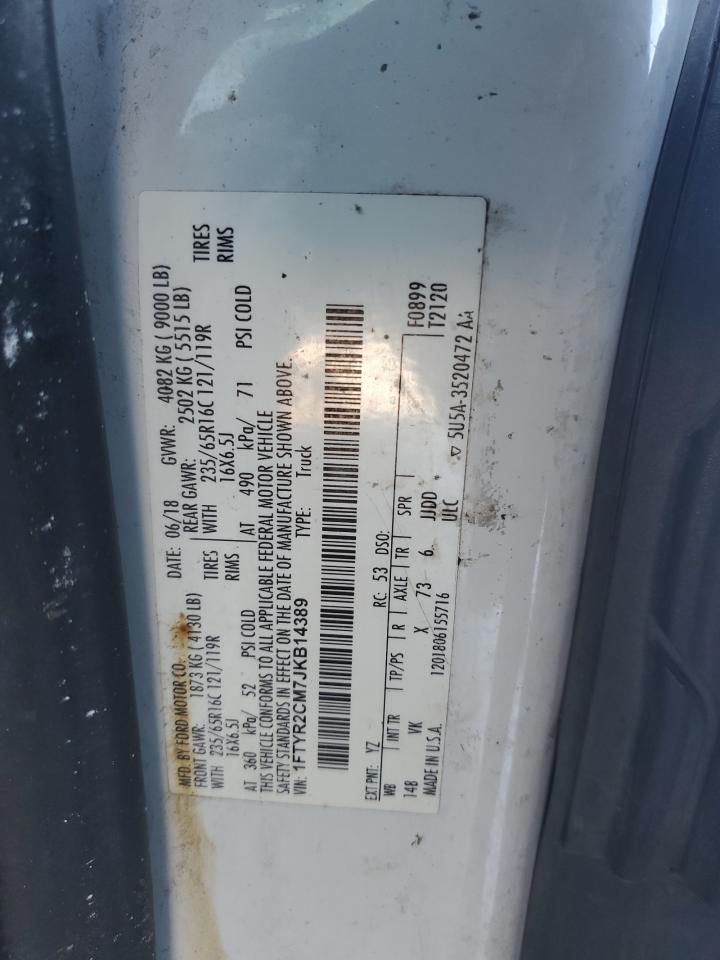 MFD. BY FORD MOTOR CO. DATE: 06/18 GVWR: 4082 KG ( 9000 LB)
FRONT GAWR: 1873 KG ( 4130 LB) REAR GAWR: 2502 KG ( 5515 LB)
WITH 235/65R16C 121/119R TIRES WITH 235/65R16C 121/119R TIRES
16X6.5J RIMS 16X6.5J RIMS
AT 360 kPa/ 52 PSI COLD AT 490 kPa/ 71 PSI COLD
THIS VEHICLE CONFORMS TO ALL APPLICABLE FEDERAL MOTOR VEHICLE
SAFETY STANDARDS IN EFFECT ON THE DATE OF MANUFACTURE SHOWN ABOVE
VIN: 1FTYR2CM7JKB14389 TYPE: Truck
EXT PNT: YZ RC: 53 DSO: F0899
WB INT TR TP/PS R AXLE TR SPR T2120
148 VK X 73 6 JJDD
MADE IN U.S.A. 1201806155716 ULC ▽ 5U5A-3520472 AA